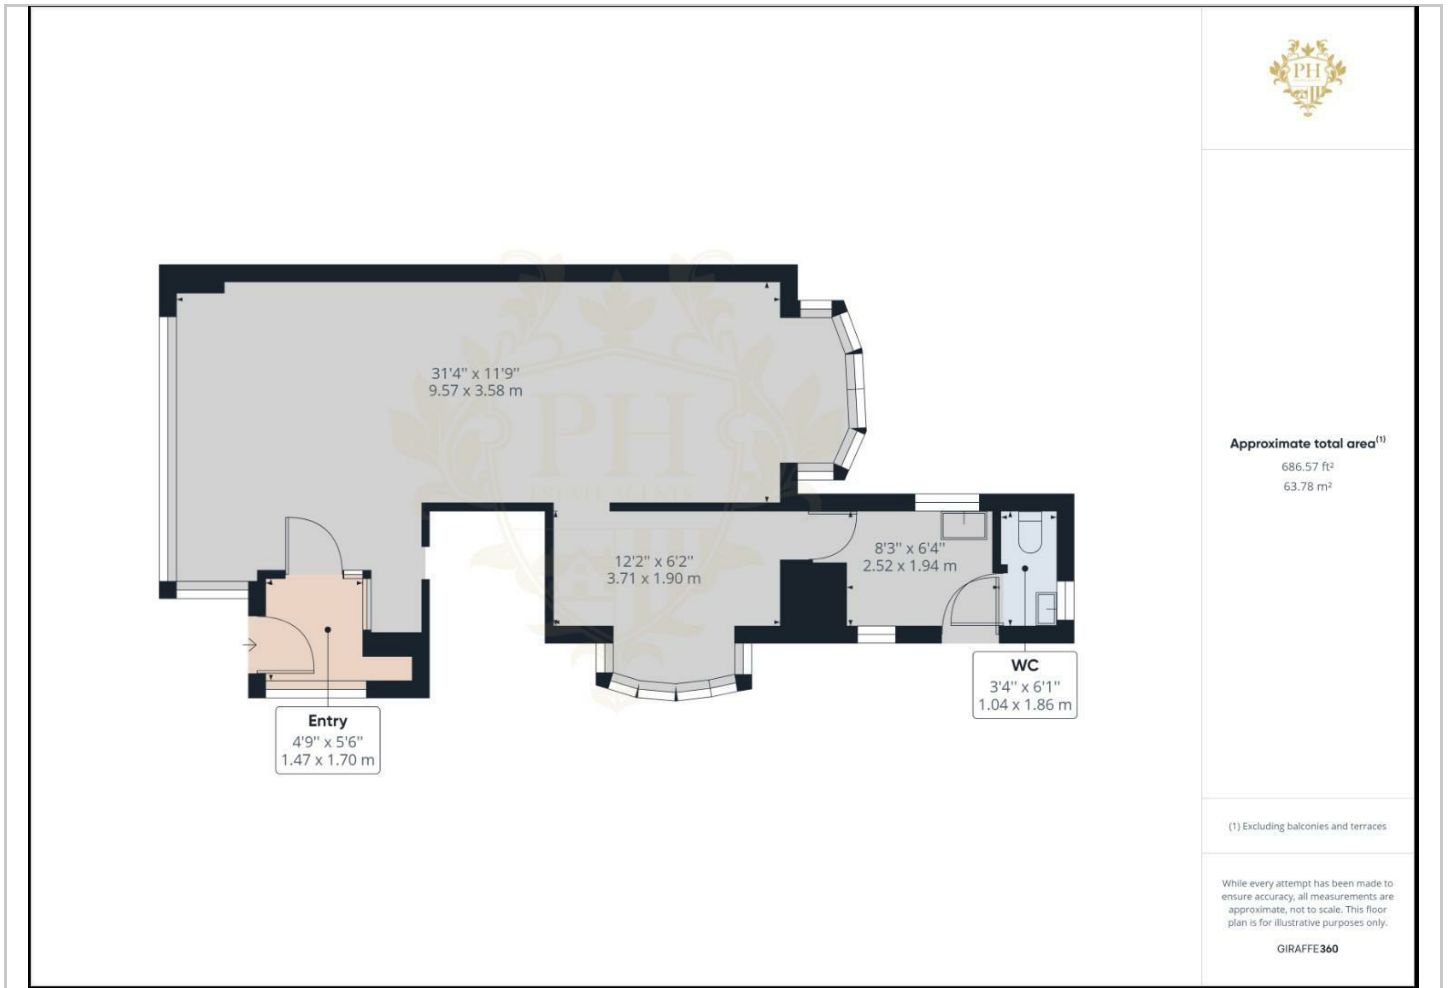 PH
31'4" x 11'9"
9.57 x 3.58 m
PH
ESTATE AGENTS
12'2" x 6'2"
3.71 x 1.90 m
8'3" x 6'4"
2.52 x 1.94 m
WC
3'4" x 6'1"
1.04 x 1.86 m
Entry
4'9" x 5'6"
1.47 x 1.70 m
Approximate total area(1)
686.57 ft²
63.78 m²
(1) Excluding balconies and terraces
While every attempt has been made to
ensure accuracy, all measurements are
approximate, not to scale. This floor
plan is for illustrative purposes only.
GIRAFFE360